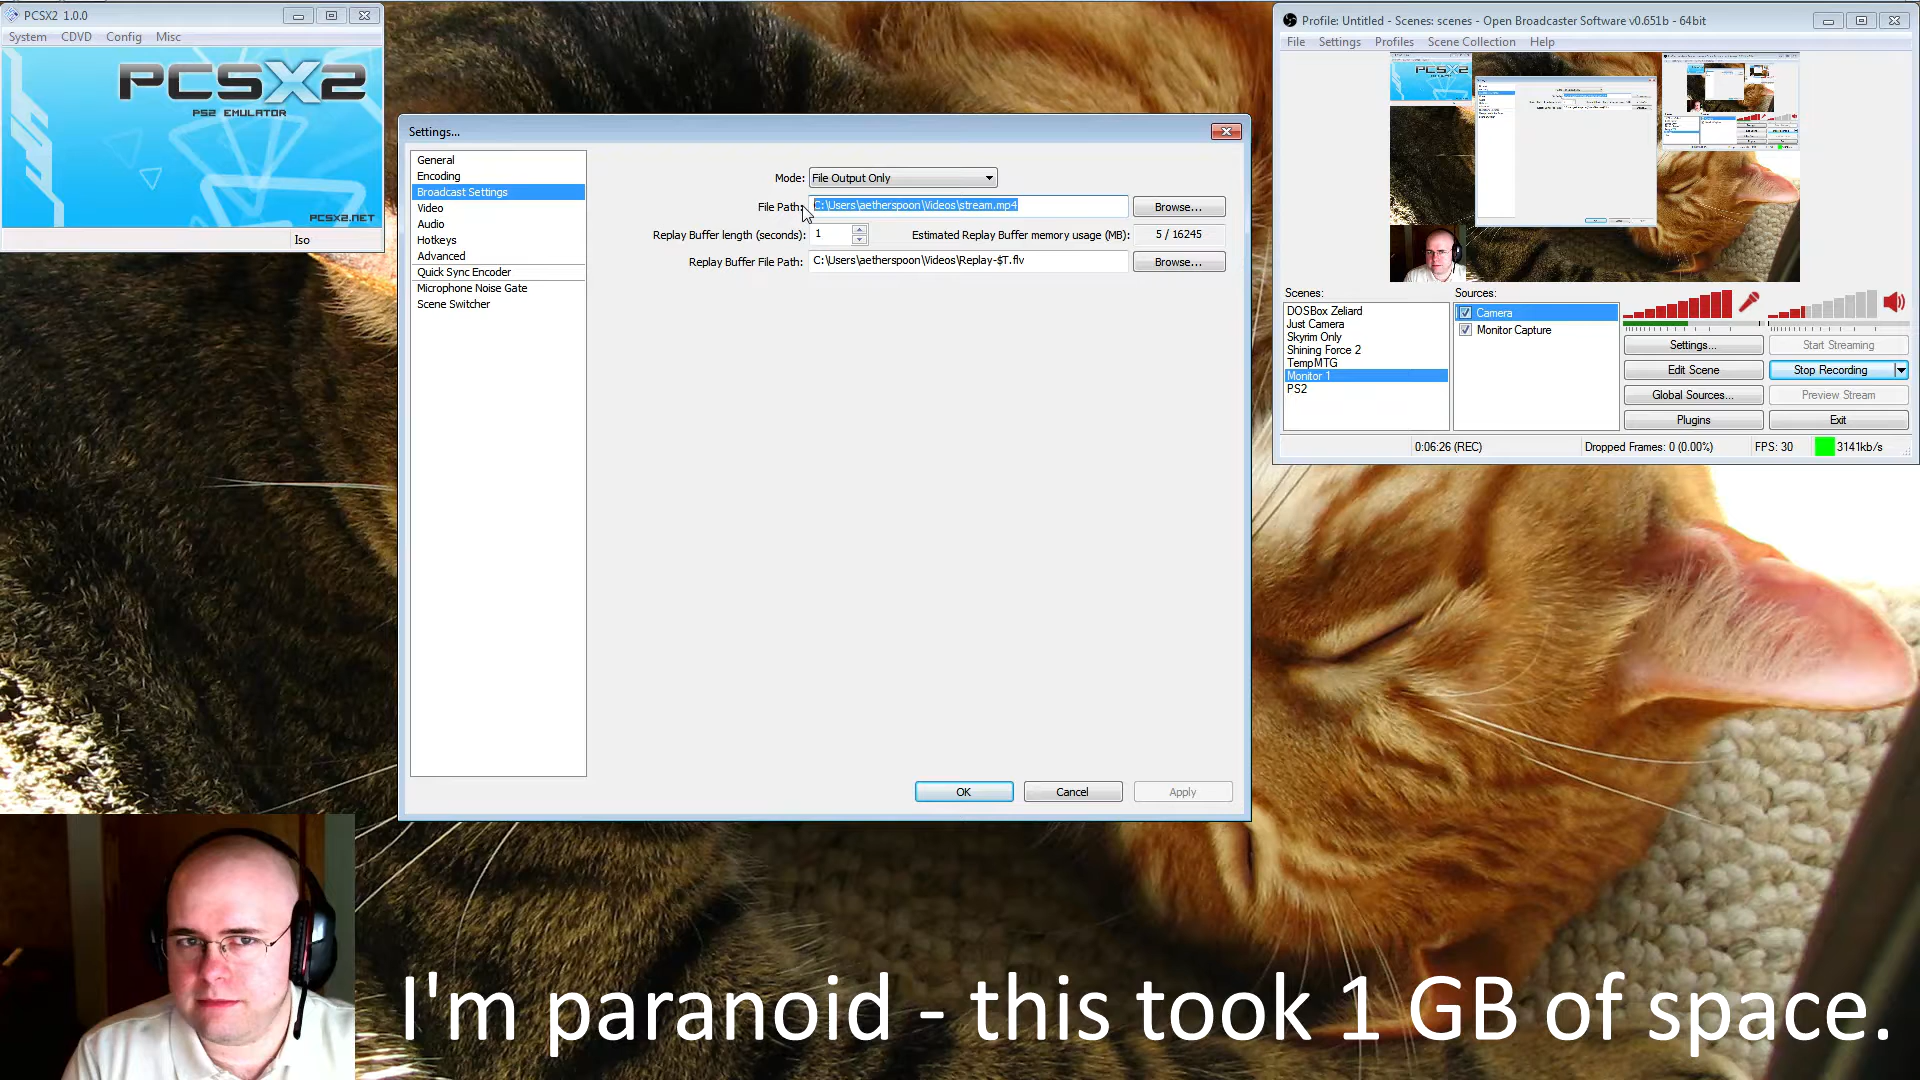 PCSX2 1.0.0
System CDVD Config Misc
PCSX2
PS2 EMULATOR
PCSX2.NET
Iso
Settings...
General
Encoding
Broadcast Settings
Video
Audio
Hotkeys
Advanced
Quick Sync Encoder
Microphone Noise Gate
Scene Switcher
Mode: File Output Only
File Path: C:\Users\aetherspoon\Videos\stream.mp4 Browse...
Replay Buffer length (seconds): 1 Estimated Replay Buffer memory usage (MB): 5 / 16245
Replay Buffer File Path: C:\Users\aetherspoon\Videos\Replay-$T.flv Browse...
OK Cancel Apply
Profile: Untitled - Scenes: scenes - Open Broadcaster Software v0.651b - 64bit
File Settings Profiles Scene Collection Help
PCSX2
Scenes:
DOSBox Zeliard
Just Camera
Skyrim Only
Shining Force 2
TempMTG
Monitor 1
PS2
Sources:
Camera
Monitor Capture
Settings... Start Streaming
Edit Scene Stop Recording
Global Sources... Preview Stream
Plugins Exit
0:06:26 (REC) Dropped Frames: 0 (0.00%) FPS: 30 3141kb/s
I'm paranoid - this took 1 GB of space.